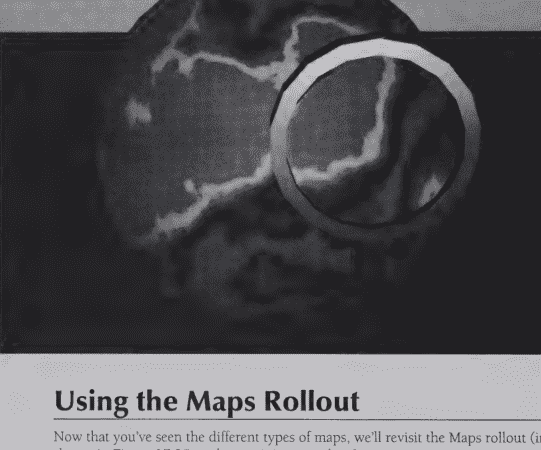 Using the Maps Rollout
Now that you've seen the different types of maps, we'll revisit the Maps rollout (in